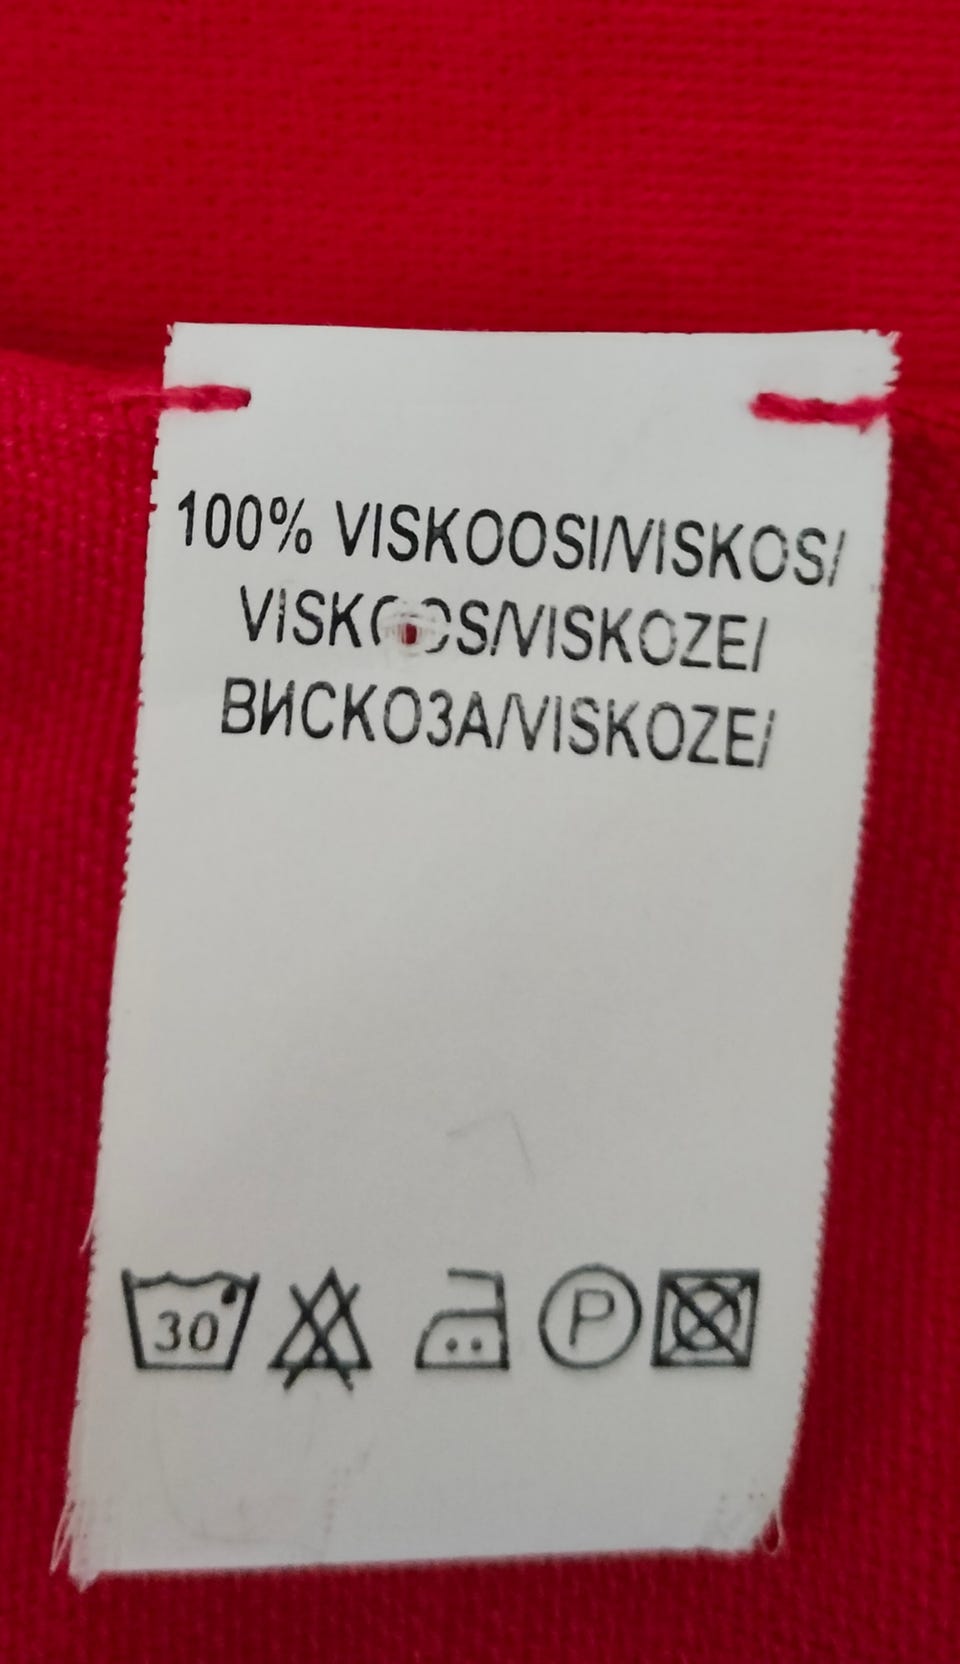 100% VISKOOSI/VISKOS/
VISKOOS/VISKOZE/
ВИСКОЗА/VISKOZE/
30
P